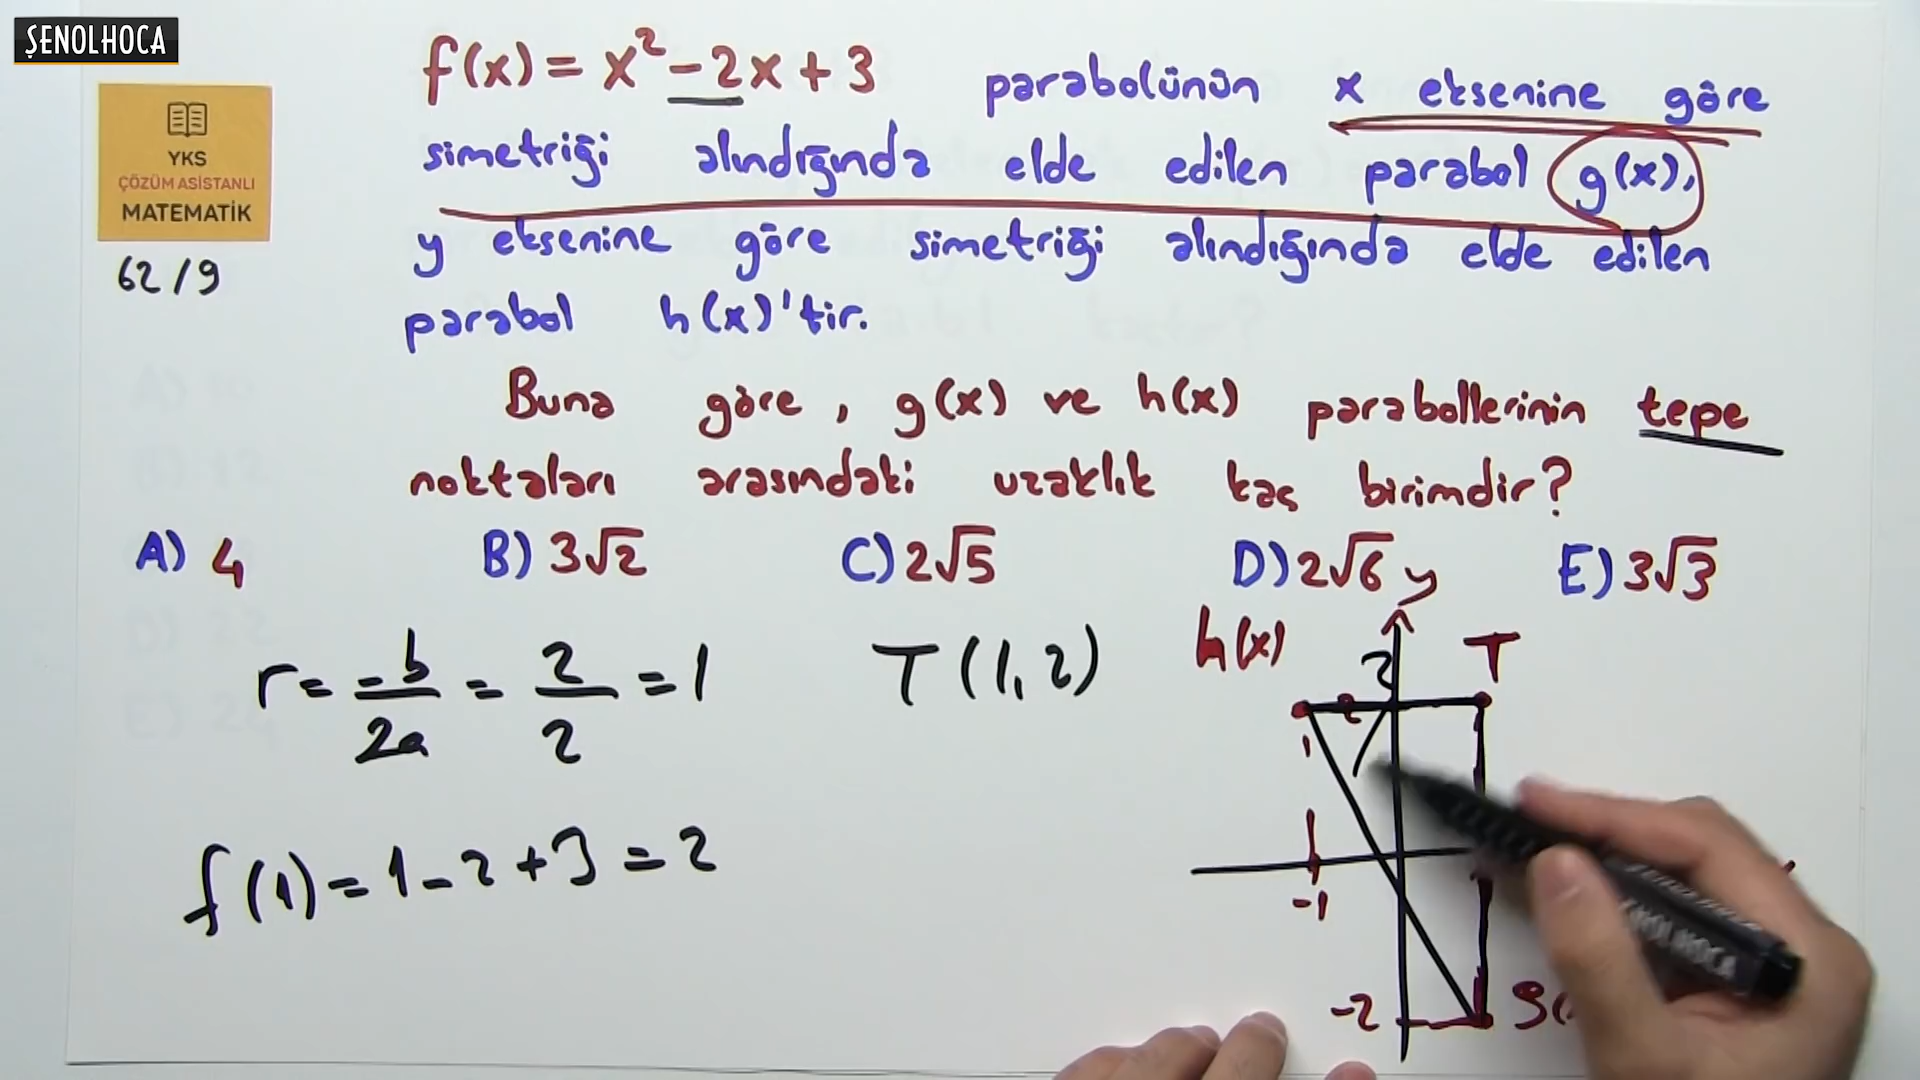 ŞENOLHOCA
YKS
ÇÖZÜM ASİSTANLI
MATEMATİK
62/9
f(x) = x² - 2x + 3 parabolünün x eksenine göre
simetriği alındığında elde edilen parabol g(x),
y eksenine göre simetriği alındığında elde edilen
parabol h(x)'tir.
Buna göre, g(x) ve h(x) parabollerinin tepe
noktaları arasındaki uzaklık kaç birimdir?
A) 4 B) 3√2 C) 2√5 D) 2√6 E) 3√3
r = -b/2a = 2/2 = 1 T(1,2)
f(1) = 1 - 2 + 3 = 2
y
h(x) 2 T
2
1
-1
-2